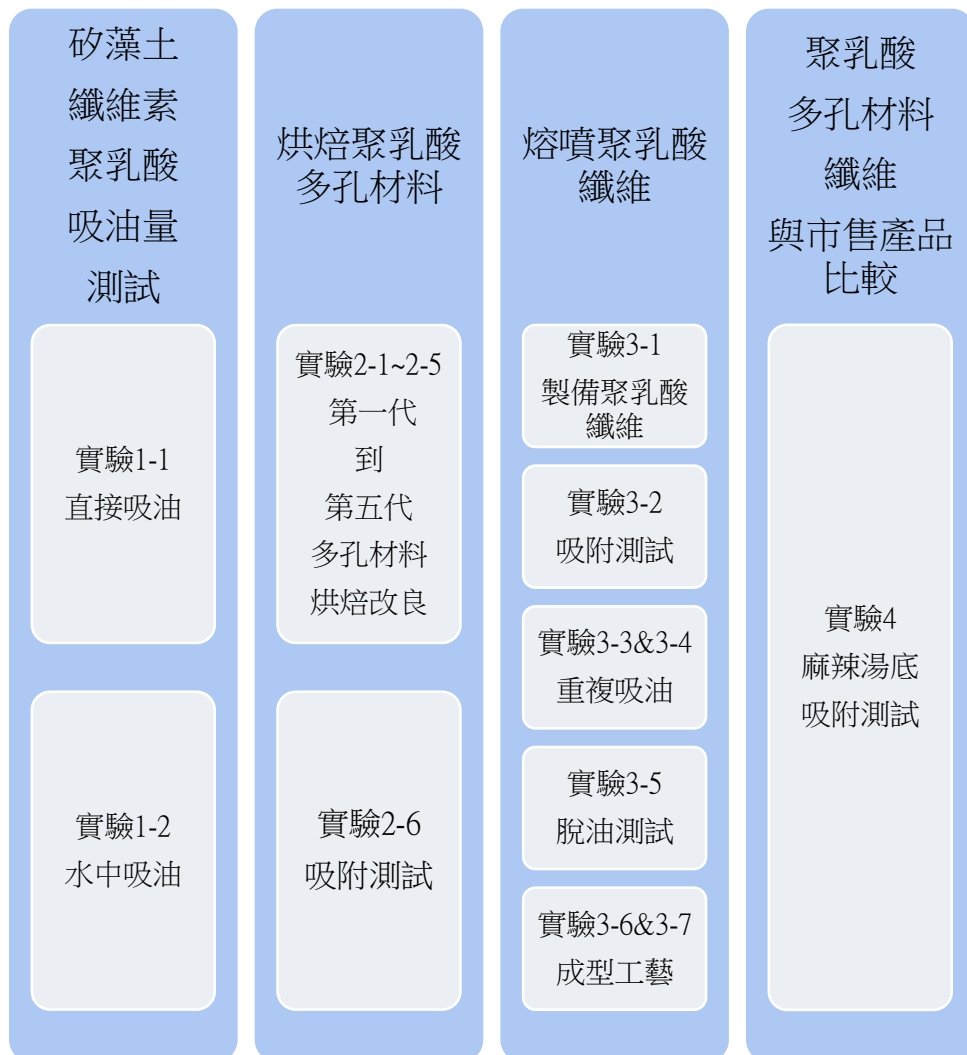 矽藻土
纖維素
聚乳酸
吸油量
測試
實驗1-1
直接吸油
實驗1-2
水中吸油
烘焙聚乳酸
多孔材料
實驗2-1~2-5
第一代
到
第五代
多孔材料
烘焙改良
實驗2-6
吸附測試
熔噴聚乳酸
纖維
實驗3-1
製備聚乳酸
纖維
實驗3-2
吸附測試
實驗3-3&3-4
重複吸油
實驗3-5
脫油測試
實驗3-6&3-7
成型工藝
聚乳酸
多孔材料
纖維
與市售產品
比較
實驗4
麻辣湯底
吸附測試